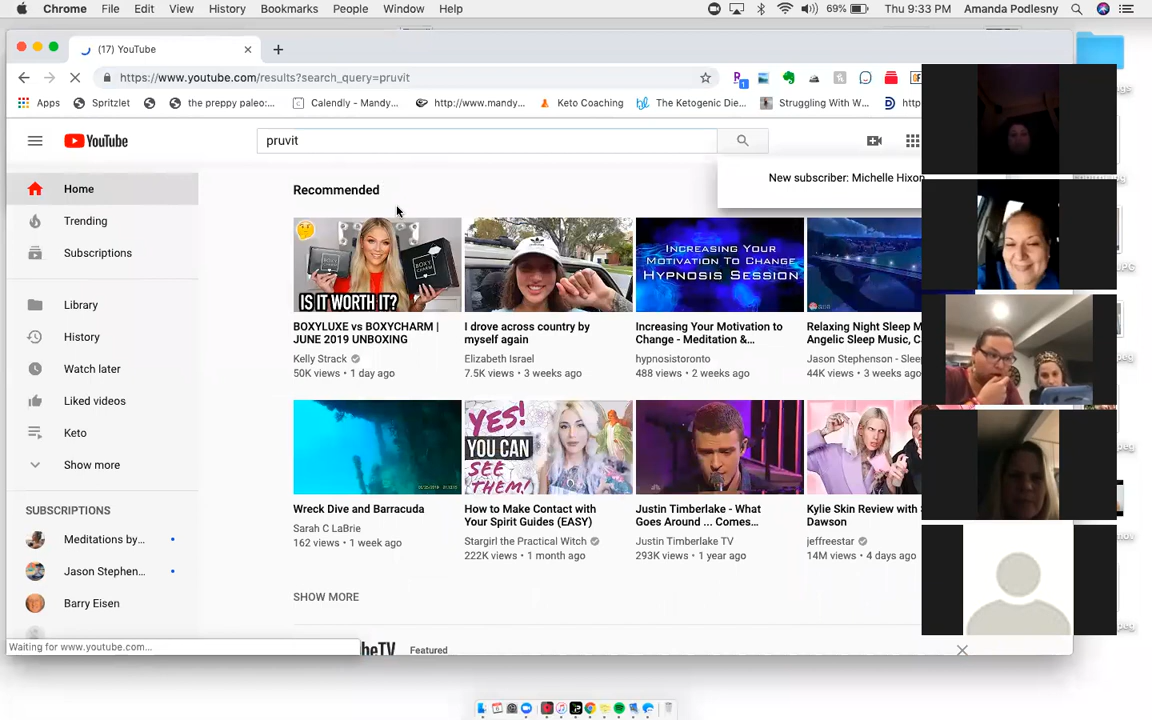 Chrome File Edit View History Bookmarks People Window Help 69% Thu 9:33 PM Amanda Podlesny
(17) YouTube
https://www.youtube.com/results?search_query=pruvit
Apps Spritzlet the preppy paleo:... Calendly - Mandy... http://www.mandy... Keto Coaching The Ketogenic Die... Struggling With W...
YouTube
pruvit
New subscriber: Michelle Hixon
Home
Trending
Subscriptions
Library
History
Watch later
Liked videos
Keto
Show more
SUBSCRIPTIONS
Meditations by...
Jason Stephen...
Barry Eisen
Recommended
IS IT WORTH IT?
INCREASING YOUR
MOTIVATION TO CHANGE
HYPNOSIS SESSION
BOXYLUXE vs BOXYCHARM |
JUNE 2019 UNBOXING
Kelly Strack
50K views • 1 day ago
I drove across country by
myself again
Elizabeth Israel
7.5K views • 3 weeks ago
Increasing Your Motivation to
Change - Meditation &...
hypnosistoronto
488 views • 2 weeks ago
Relaxing Night Sleep M
Angelic Sleep Music, C
Jason Stephenson - Slee
44K views • 3 weeks ago
YES!
YOU CAN
SEE
THEM!
Wreck Dive and Barracuda
Sarah C LaBrie
162 views • 1 week ago
How to Make Contact with
Your Spirit Guides (EASY)
Stargirl the Practical Witch
222K views • 1 month ago
Justin Timberlake - What
Goes Around ... Comes...
Justin Timberlake TV
293K views • 1 year ago
Kylie Skin Review with
Dawson
jeffreestar
14M views • 4 days ago
SHOW MORE
Featured
Waiting for www.youtube.com...